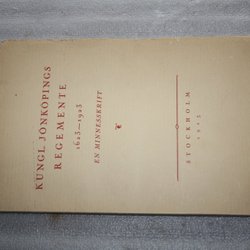 KUNGL. JÖNKÖPINGS
REGEMENTE
1623—1923
EN MINNESSKRIFT
STOCKHOLM
1923